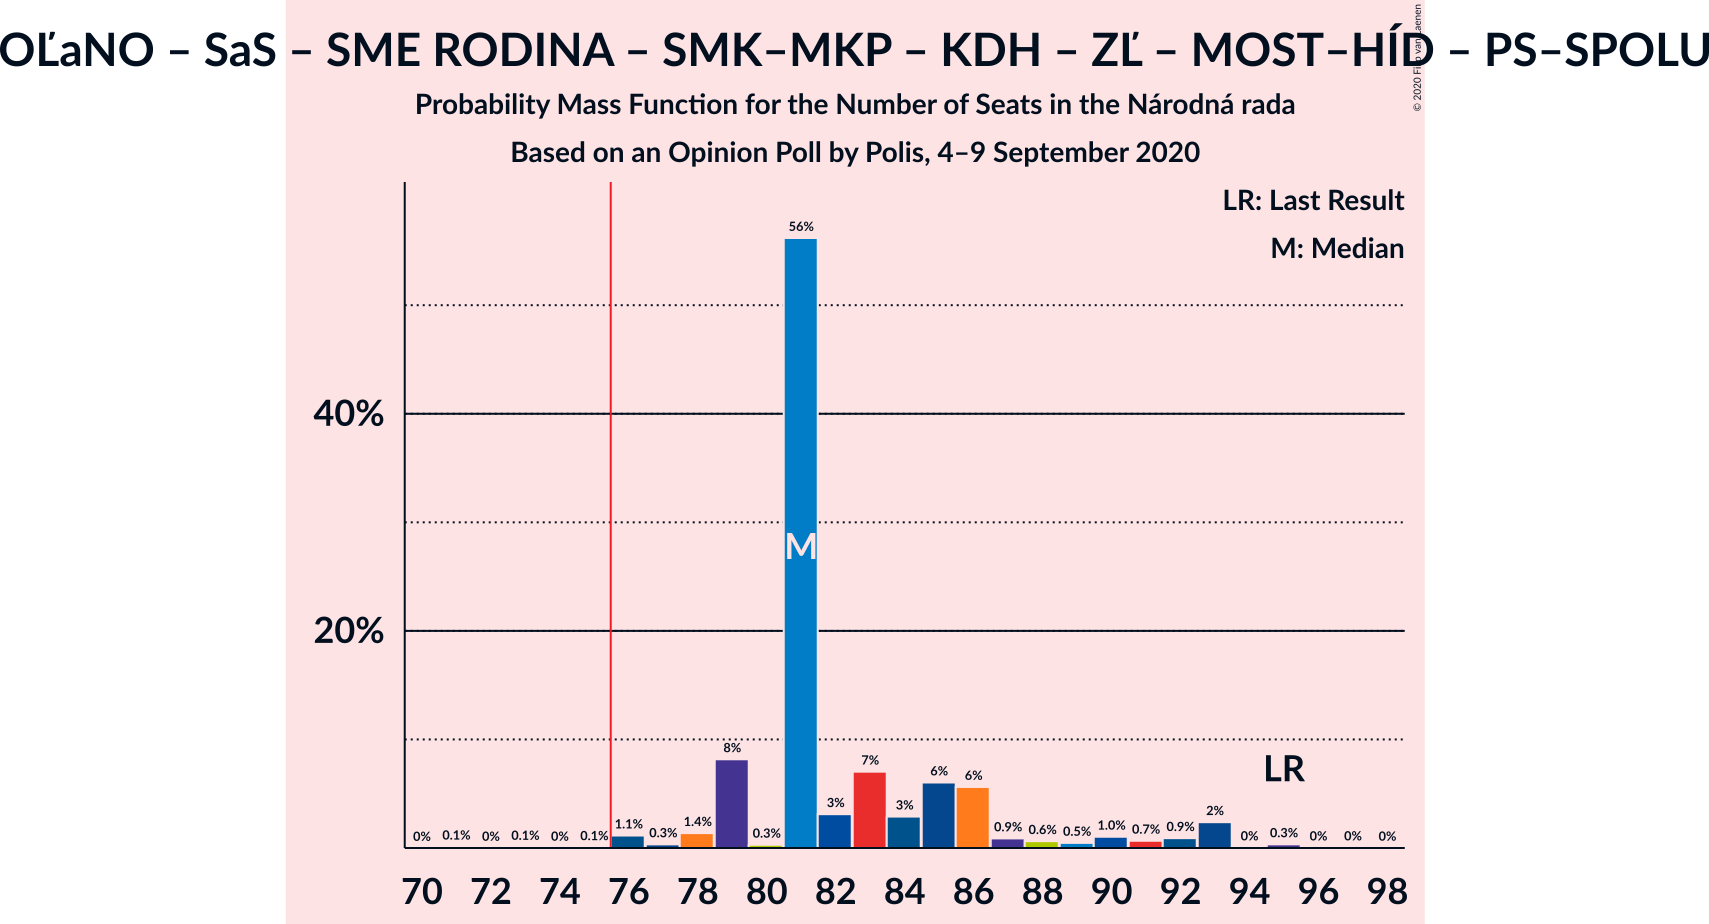 OĽaNO – SaS – SME RODINA – SMK–MKP – KDH – ZĽ – MOST–HÍD – PS–SPOLU
© 2020 Filip van Laenen
Probability Mass Function for the Number of Seats in the Národná rada
Based on an Opinion Poll by Polis, 4–9 September 2020
LR: Last Result
M: Median
56%
40%
M
20%
LR
0% 0.1% 0% 0.1% 0% 0.1% 1.1% 0.3% 1.4% 8% 0.3% 3% 7% 3% 6% 6% 0.9% 0.6% 0.5% 1.0% 0.7% 0.9% 2% 0% 0.3% 0% 0% 0%
70 72 74 76 78 80 82 84 86 88 90 92 94 96 98